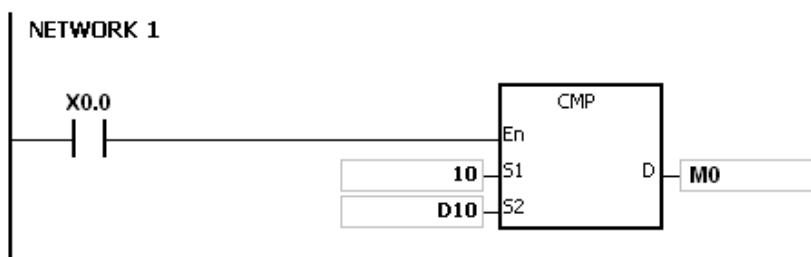 NETWORK 1
X0.0
CMP
En
10 S1 D M0
D10 S2